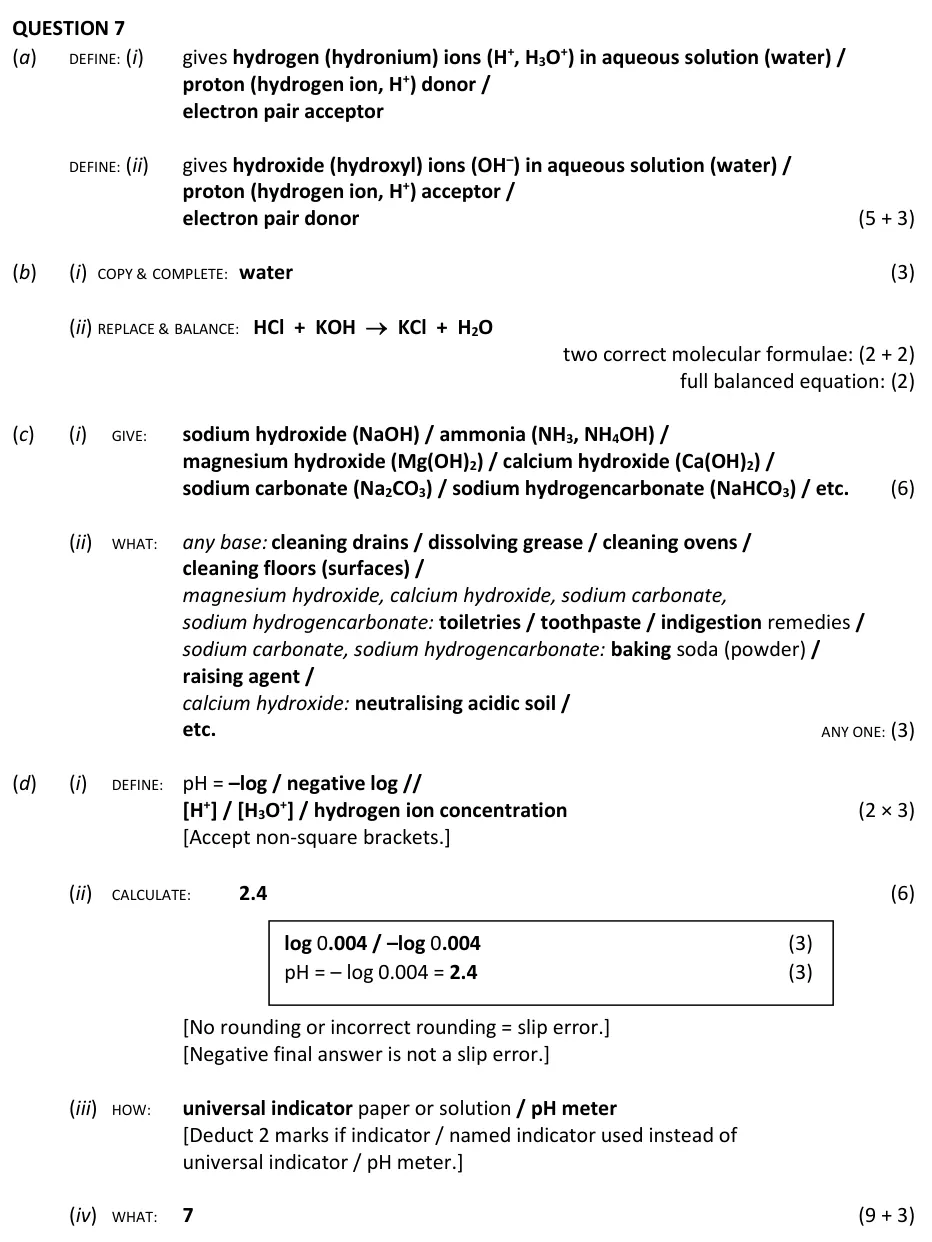 QUESTION 7
(a) DEFINE: (i) gives hydrogen (hydronium) ions (H⁺, H₃O⁺) in aqueous solution (water) /
proton (hydrogen ion, H⁺) donor /
electron pair acceptor
DEFINE: (ii) gives hydroxide (hydroxyl) ions (OH⁻) in aqueous solution (water) /
proton (hydrogen ion, H⁺) acceptor /
electron pair donor (5 + 3)
(b) (i) COPY & COMPLETE: water (3)
(ii) REPLACE & BALANCE: HCl + KOH → KCl + H₂O
two correct molecular formulae: (2 + 2)
full balanced equation: (2)
(c) (i) GIVE: sodium hydroxide (NaOH) / ammonia (NH₃, NH₄OH) /
magnesium hydroxide (Mg(OH)₂) / calcium hydroxide (Ca(OH)₂) /
sodium carbonate (Na₂CO₃) / sodium hydrogencarbonate (NaHCO₃) / etc. (6)
(ii) WHAT: any base: cleaning drains / dissolving grease / cleaning ovens /
cleaning floors (surfaces) /
magnesium hydroxide, calcium hydroxide, sodium carbonate,
sodium hydrogencarbonate: toiletries / toothpaste / indigestion remedies /
sodium carbonate, sodium hydrogencarbonate: baking soda (powder) /
raising agent /
calcium hydroxide: neutralising acidic soil /
etc. ANY ONE: (3)
(d) (i) DEFINE: pH = –log / negative log //
[H⁺] / [H₃O⁺] / hydrogen ion concentration (2 × 3)
[Accept non-square brackets.]
(ii) CALCULATE: 2.4 (6)
log 0.004 / –log 0.004 (3)
pH = – log 0.004 = 2.4 (3)
[No rounding or incorrect rounding = slip error.]
[Negative final answer is not a slip error.]
(iii) HOW: universal indicator paper or solution / pH meter
[Deduct 2 marks if indicator / named indicator used instead of
universal indicator / pH meter.]
(iv) WHAT: 7 (9 + 3)